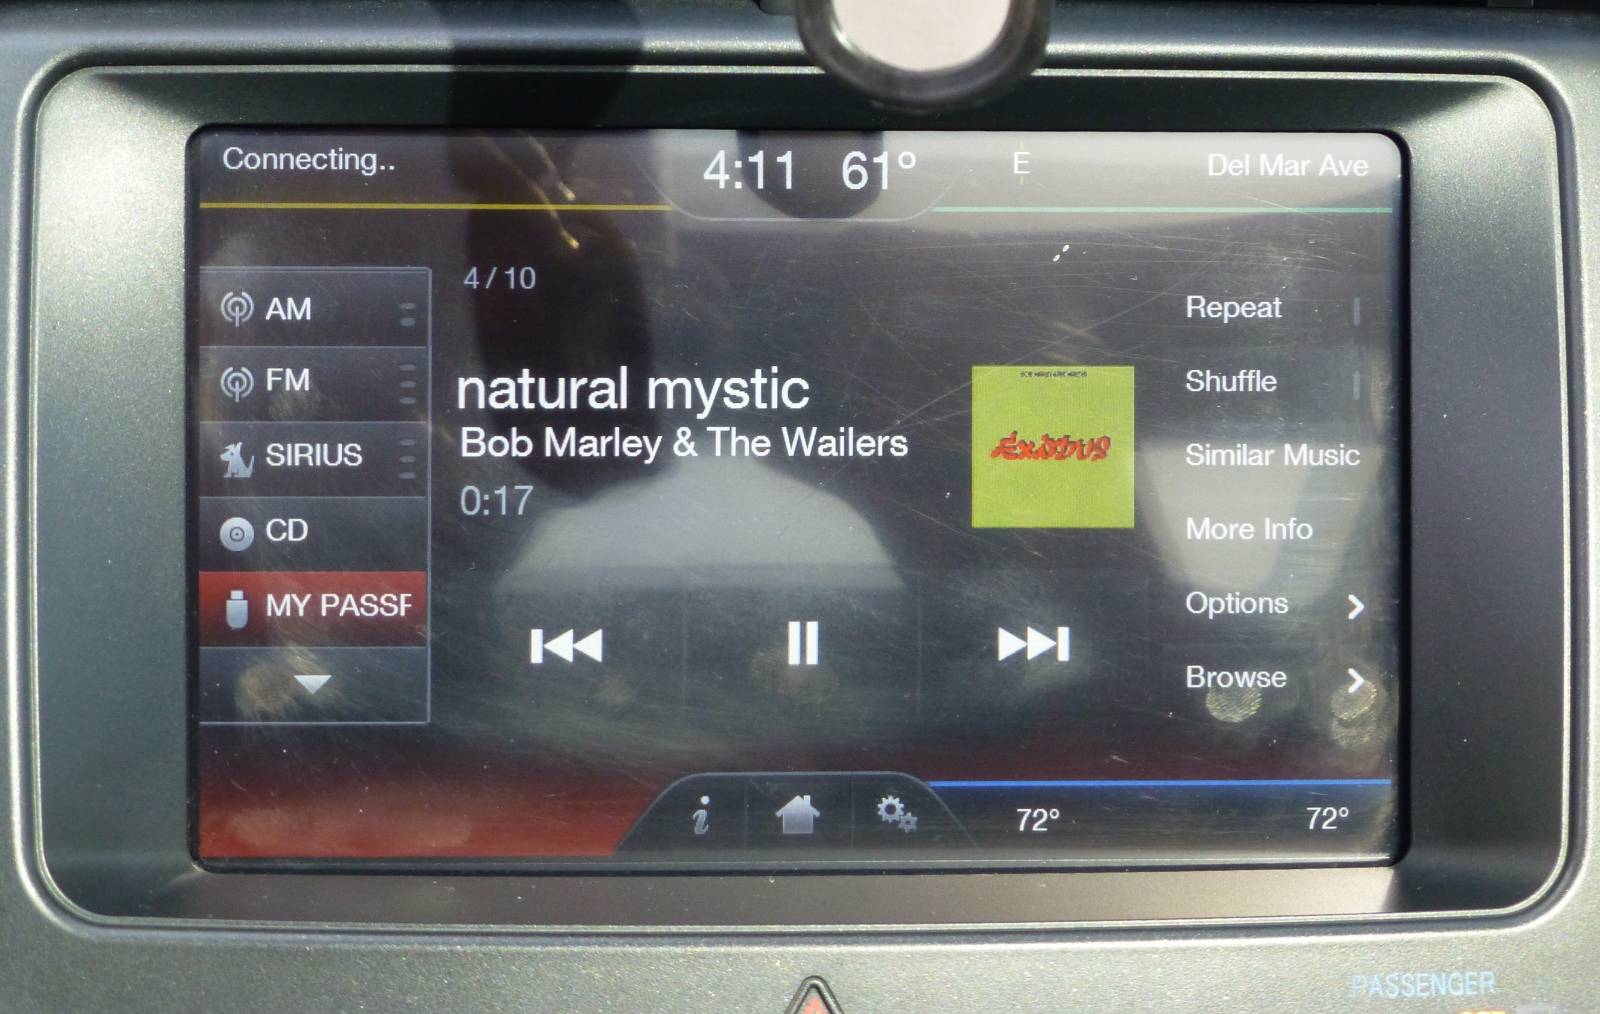 Connecting..
4:11 61° E Del Mar Ave
4/10
AM
FM
SIRIUS
CD
MY PASSF
natural mystic
Bob Marley & The Wailers
0:17
EXODUS
Repeat
Shuffle
Similar Music
More Info
Options
Browse
i
72° 72°
PASSENGER